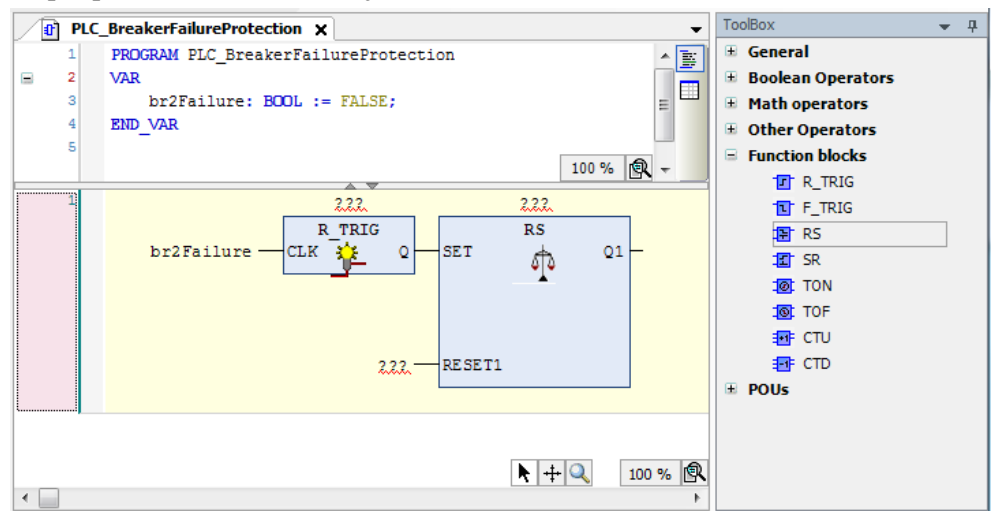 PLC_BreakerFailureProtection X
1 PROGRAM PLC_BreakerFailureProtection
2 VAR
3 br2Failure: BOOL := FALSE;
4 END_VAR
5
100 %
1
??? ???
R_TRIG RS
br2Failure CLK Q SET Q1
??? RESET1
100 %
ToolBox
General
Boolean Operators
Math operators
Other Operators
Function blocks
R_TRIG
F_TRIG
RS
SR
TON
TOF
CTU
CTD
POUs